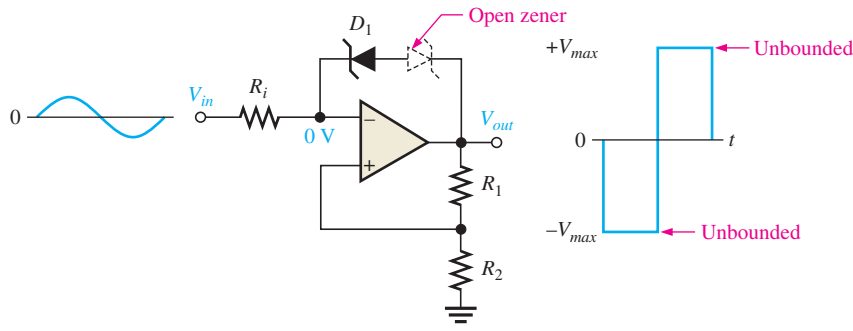 D1
Open zener
+Vmax
Unbounded
Vin
Ri
0
0 V
−
+
Vout
R1
0
t
−Vmax
Unbounded
R2